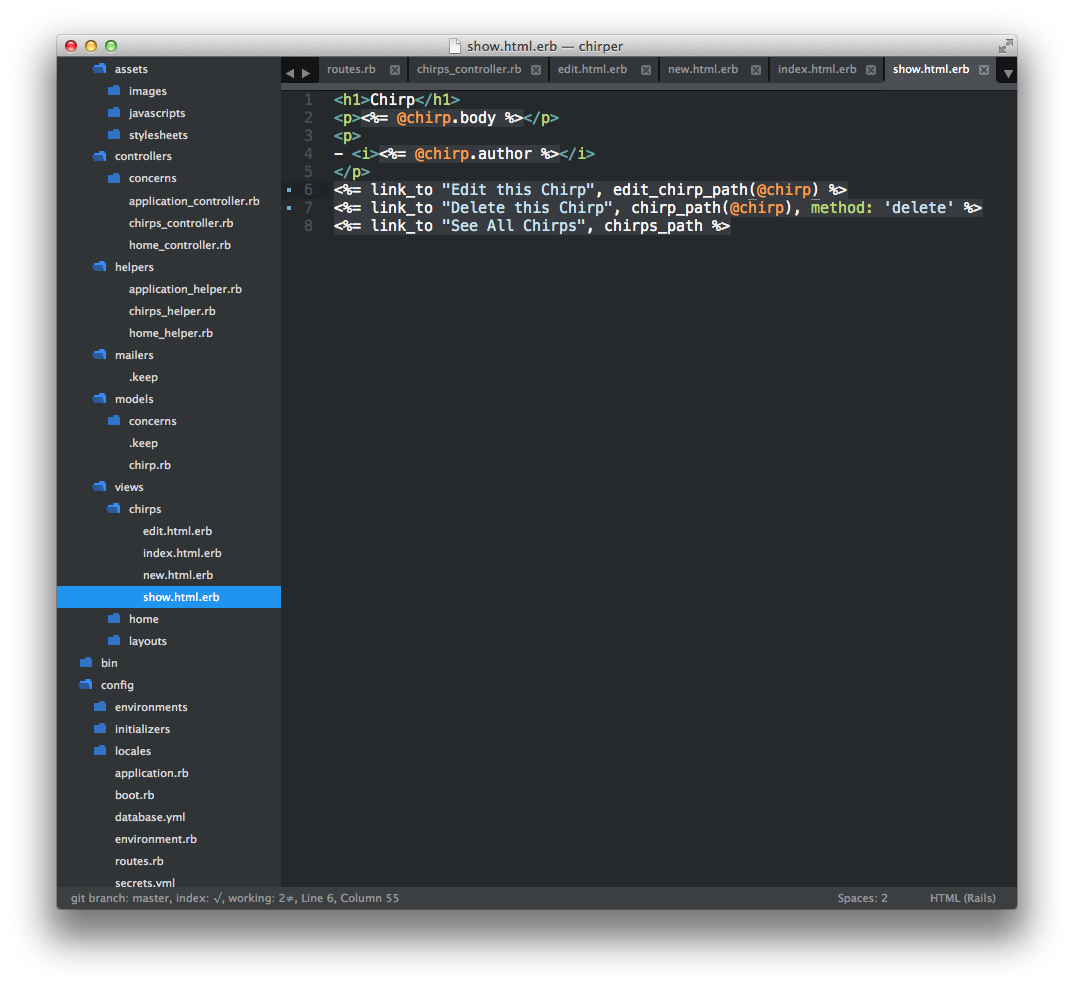 show.html.erb — chirper
assets
images
javascripts
stylesheets
controllers
concerns
application_controller.rb
chirps_controller.rb
home_controller.rb
helpers
application_helper.rb
chirps_helper.rb
home_helper.rb
mailers
.keep
models
concerns
.keep
chirp.rb
views
chirps
edit.html.erb
index.html.erb
new.html.erb
show.html.erb
home
layouts
bin
config
environments
initializers
locales
application.rb
boot.rb
database.yml
environment.rb
routes.rb
secrets.yml
routes.rb chirps_controller.rb edit.html.erb new.html.erb index.html.erb show.html.erb
1 <h1>Chirp</h1>
2 <p><%= @chirp.body %></p>
3 <p>
4 – <i><%= @chirp.author %></i>
5 </p>
6 <%= link_to "Edit this Chirp", edit_chirp_path(@chirp) %>
7 <%= link_to "Delete this Chirp", chirp_path(@chirp), method: 'delete' %>
8 <%= link_to "See All Chirps", chirps_path %>
git branch: master, index: √, working: 2≠, Line 6, Column 55 Spaces: 2 HTML (Rails)